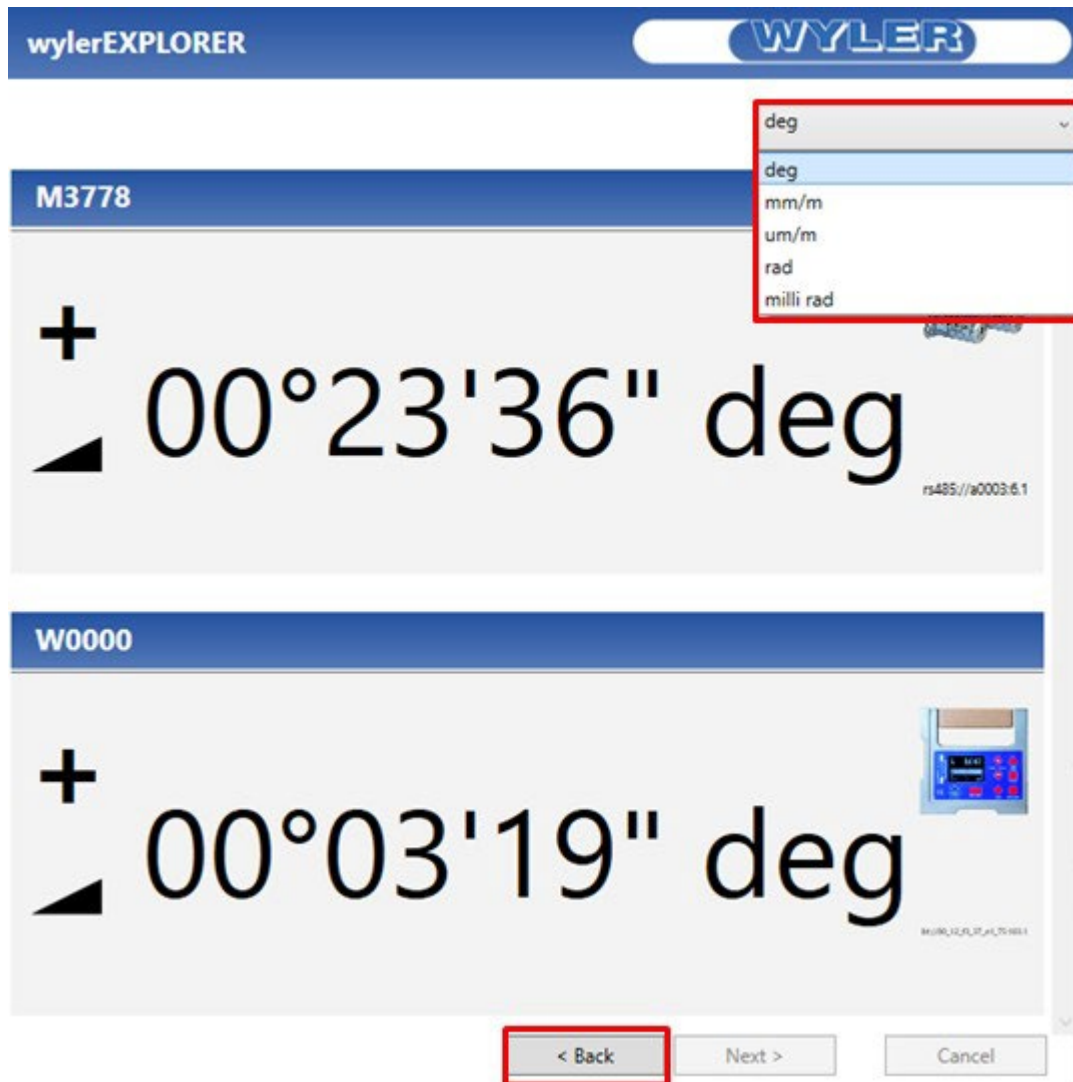 wylerEXPLORER
WYLER
deg
deg
mm/m
um/m
rad
milli rad
M3778
+
00°23'36" deg
rs485://a0003:6.1
W0000
+
00°03'19" deg
< Back
Next >
Cancel